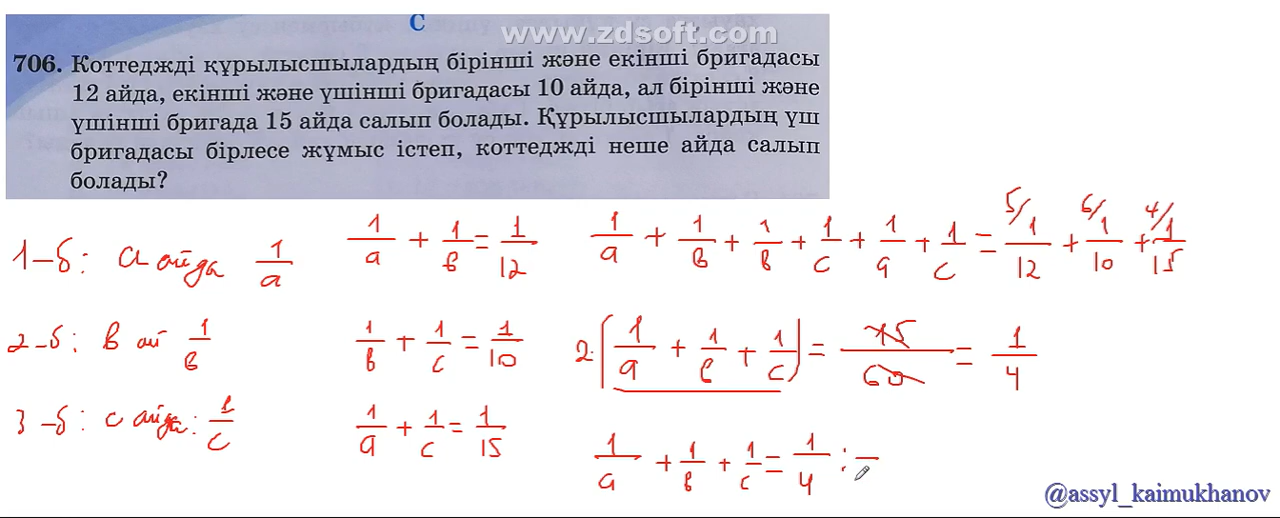 C
www.zdsoft.com
706. Коттеджді құрылысшылардың бірінші және екінші бригадасы
12 айда, екінші және үшінші бригадасы 10 айда, ал бірінші және
үшінші бригада 15 айда салып болады. Құрылысшылардың үш
бригадасы бірлесе жұмыс істеп, коттеджді неше айда салып
болады?
1-б: а айда 1/a
1/a + 1/в = 1/12
1/a + 1/в + 1/в + 1/c + 1/a + 1/c = 5/ 1/12 + 6/ 1/10 + 4/ 1/15
2-б: в ай 1/в
1/в + 1/c = 1/10
2·(1/a + 1/в + 1/c) = 15/60 = 1/4
3-б: с айда: 1/c
1/a + 1/c = 1/15
1/a + 1/в + 1/c = 1/4 :
@assyl_kaimukhanov